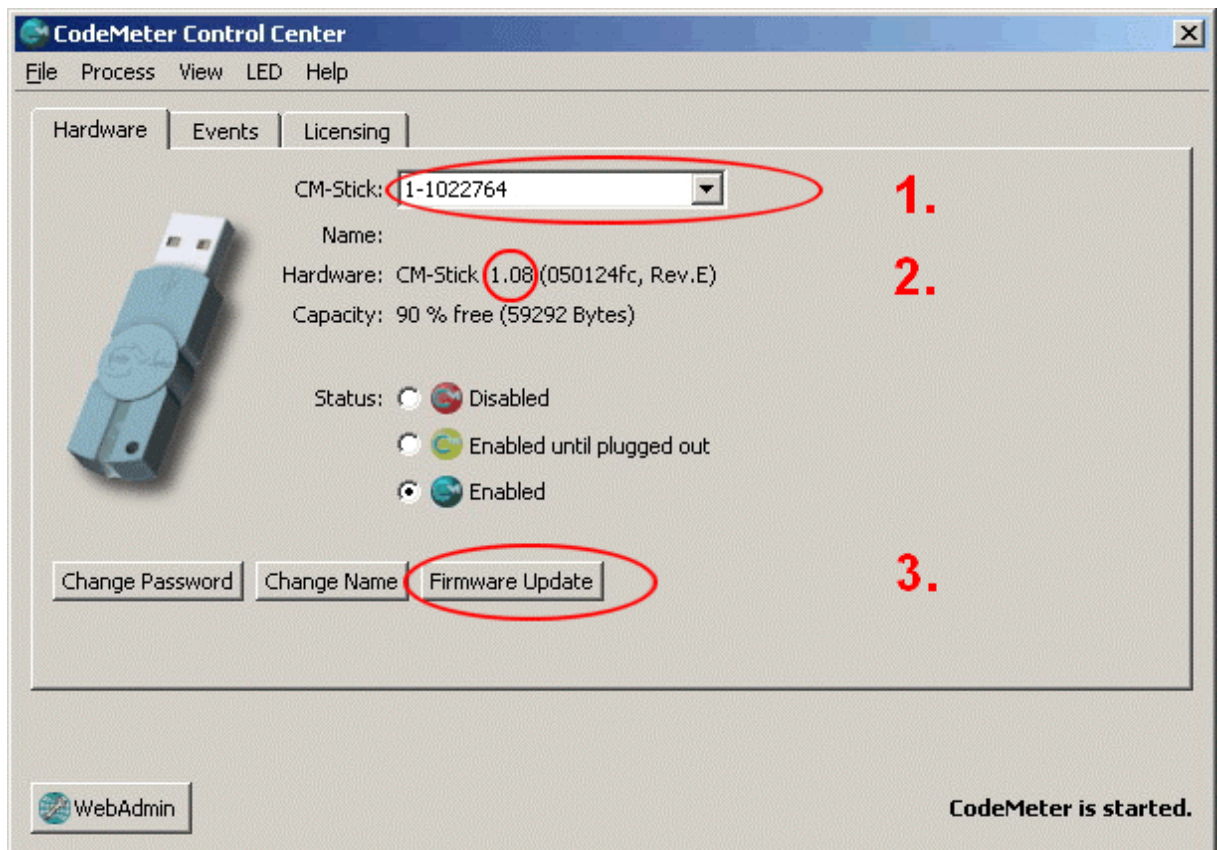 CodeMeter Control Center
File Process View LED Help
Hardware Events Licensing
CM-Stick: 1-1022764 1.
Name:
Hardware: CM-Stick 1.08 (050124fc, Rev.E) 2.
Capacity: 90 % free (59292 Bytes)
Status: Disabled
Enabled until plugged out
Enabled
Change Password Change Name Firmware Update 3.
WebAdmin CodeMeter is started.